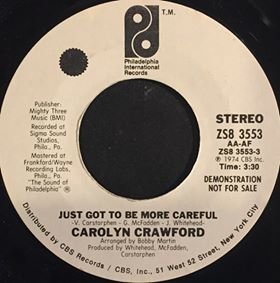 T.M.
Philadelphia
International
Records
Publisher:
Mighty Three
Music (BMI)
Recorded at
Sigma Sound
Studios,
Phila., Pa.
Mastered at
Frankford/Wayne
Recording Labs,
Phila., Pa.
"The Sound of
Philadelphia" ™
STEREO
ZS8 3553
AA-AF
ZS8 3553-3
℗ 1974 CBS Inc.
Time: 3:30
DEMONSTRATION
NOT FOR SALE
JUST GOT TO BE MORE CAREFUL
-V. Carstarphen - G. McFadden - J. Whitehead-
CAROLYN CRAWFORD
Arranged by Bobby Martin
Produced by Whitehead, McFadden,
Carstarphen
Distributed by CBS Records, / CBS, Inc., 51 West 52 Street, New York City